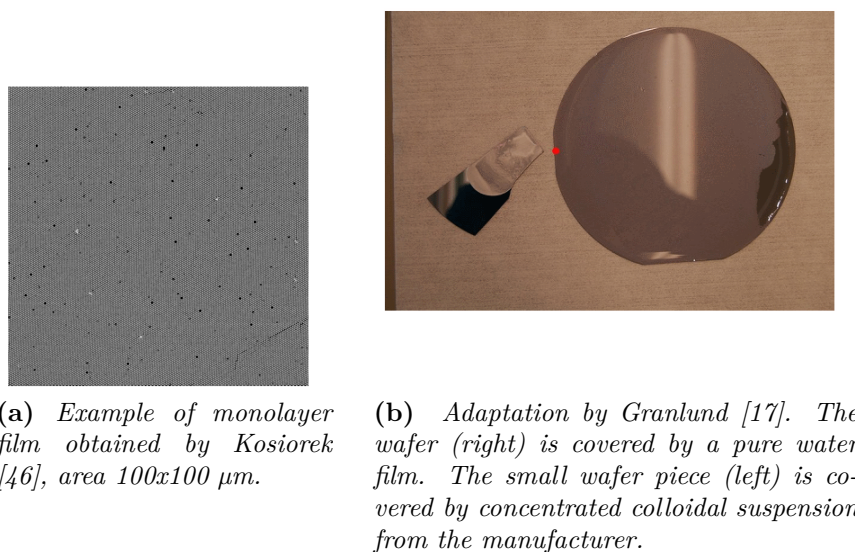 (a) Example of monolayer
film obtained by Kosiorek
[46], area 100x100 μm.
(b) Adaptation by Granlund [17]. The
wafer (right) is covered by a pure water
film. The small wafer piece (left) is co-
vered by concentrated colloidal suspension
from the manufacturer.